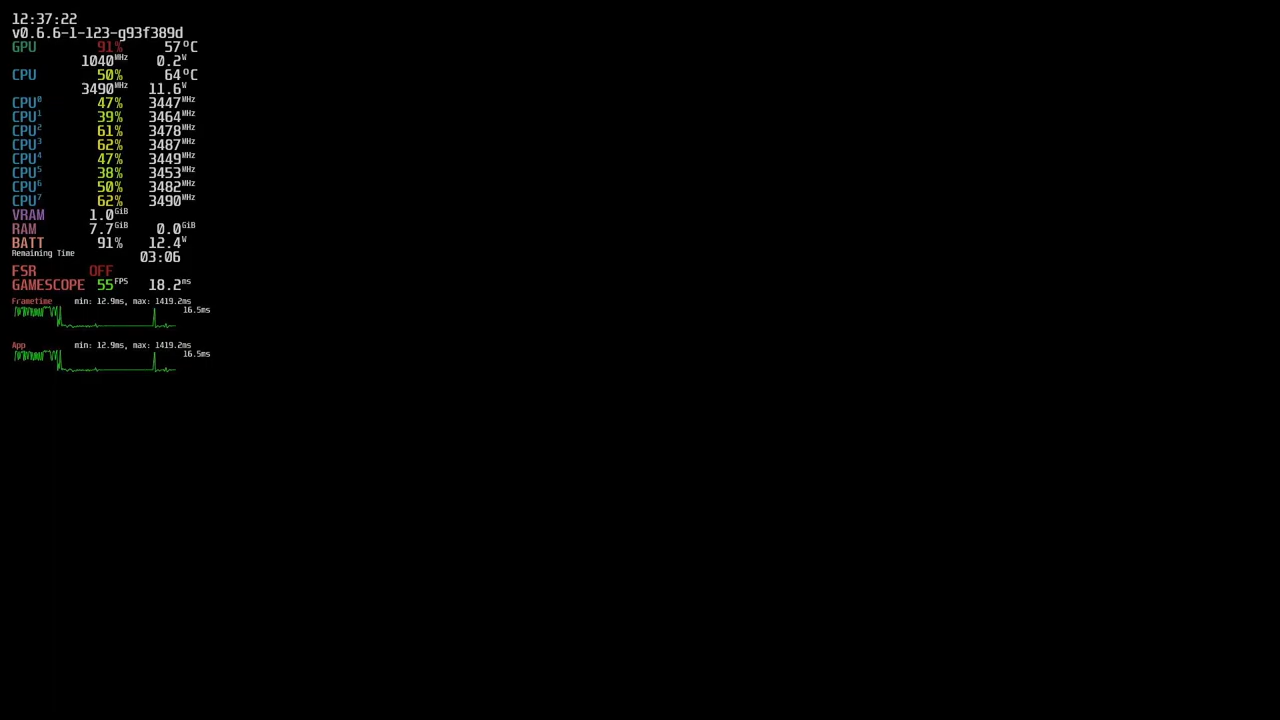 12:37:22
v0.6.6-1-123-g93f389d
GPU 91% 57°C
1040MHz 0.2W
CPU 50% 64°C
3490MHz 11.6W
CPU0 47% 3447MHz
CPU1 39% 3464MHz
CPU2 61% 3478MHz
CPU3 62% 3487MHz
CPU4 47% 3449MHz
CPU5 38% 3453MHz
CPU6 50% 3482MHz
CPU7 62% 3490MHz
VRAM 1.0GiB
RAM 7.7GiB 0.0GiB
BATT 91% 12.4W
Remaining Time 03:06
FSR OFF
GAMESCOPE 55FPS 18.2ms
Frametime min: 12.9ms, max: 1419.2ms
16.5ms
App min: 12.9ms, max: 1419.2ms
16.5ms